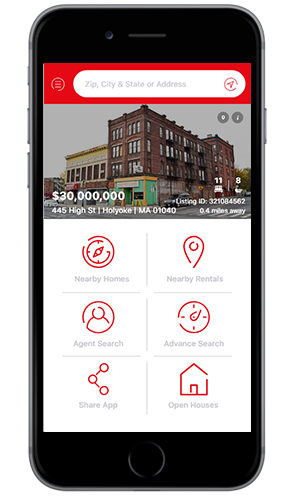 Zip, City & State or Address
11 8
$30,000,000
Listing ID: 321084562
445 High St | Holyoke | MA 01040
0.4 miles away
Nearby Homes
Nearby Rentals
Agent Search
Advance Search
Share App
Open Houses